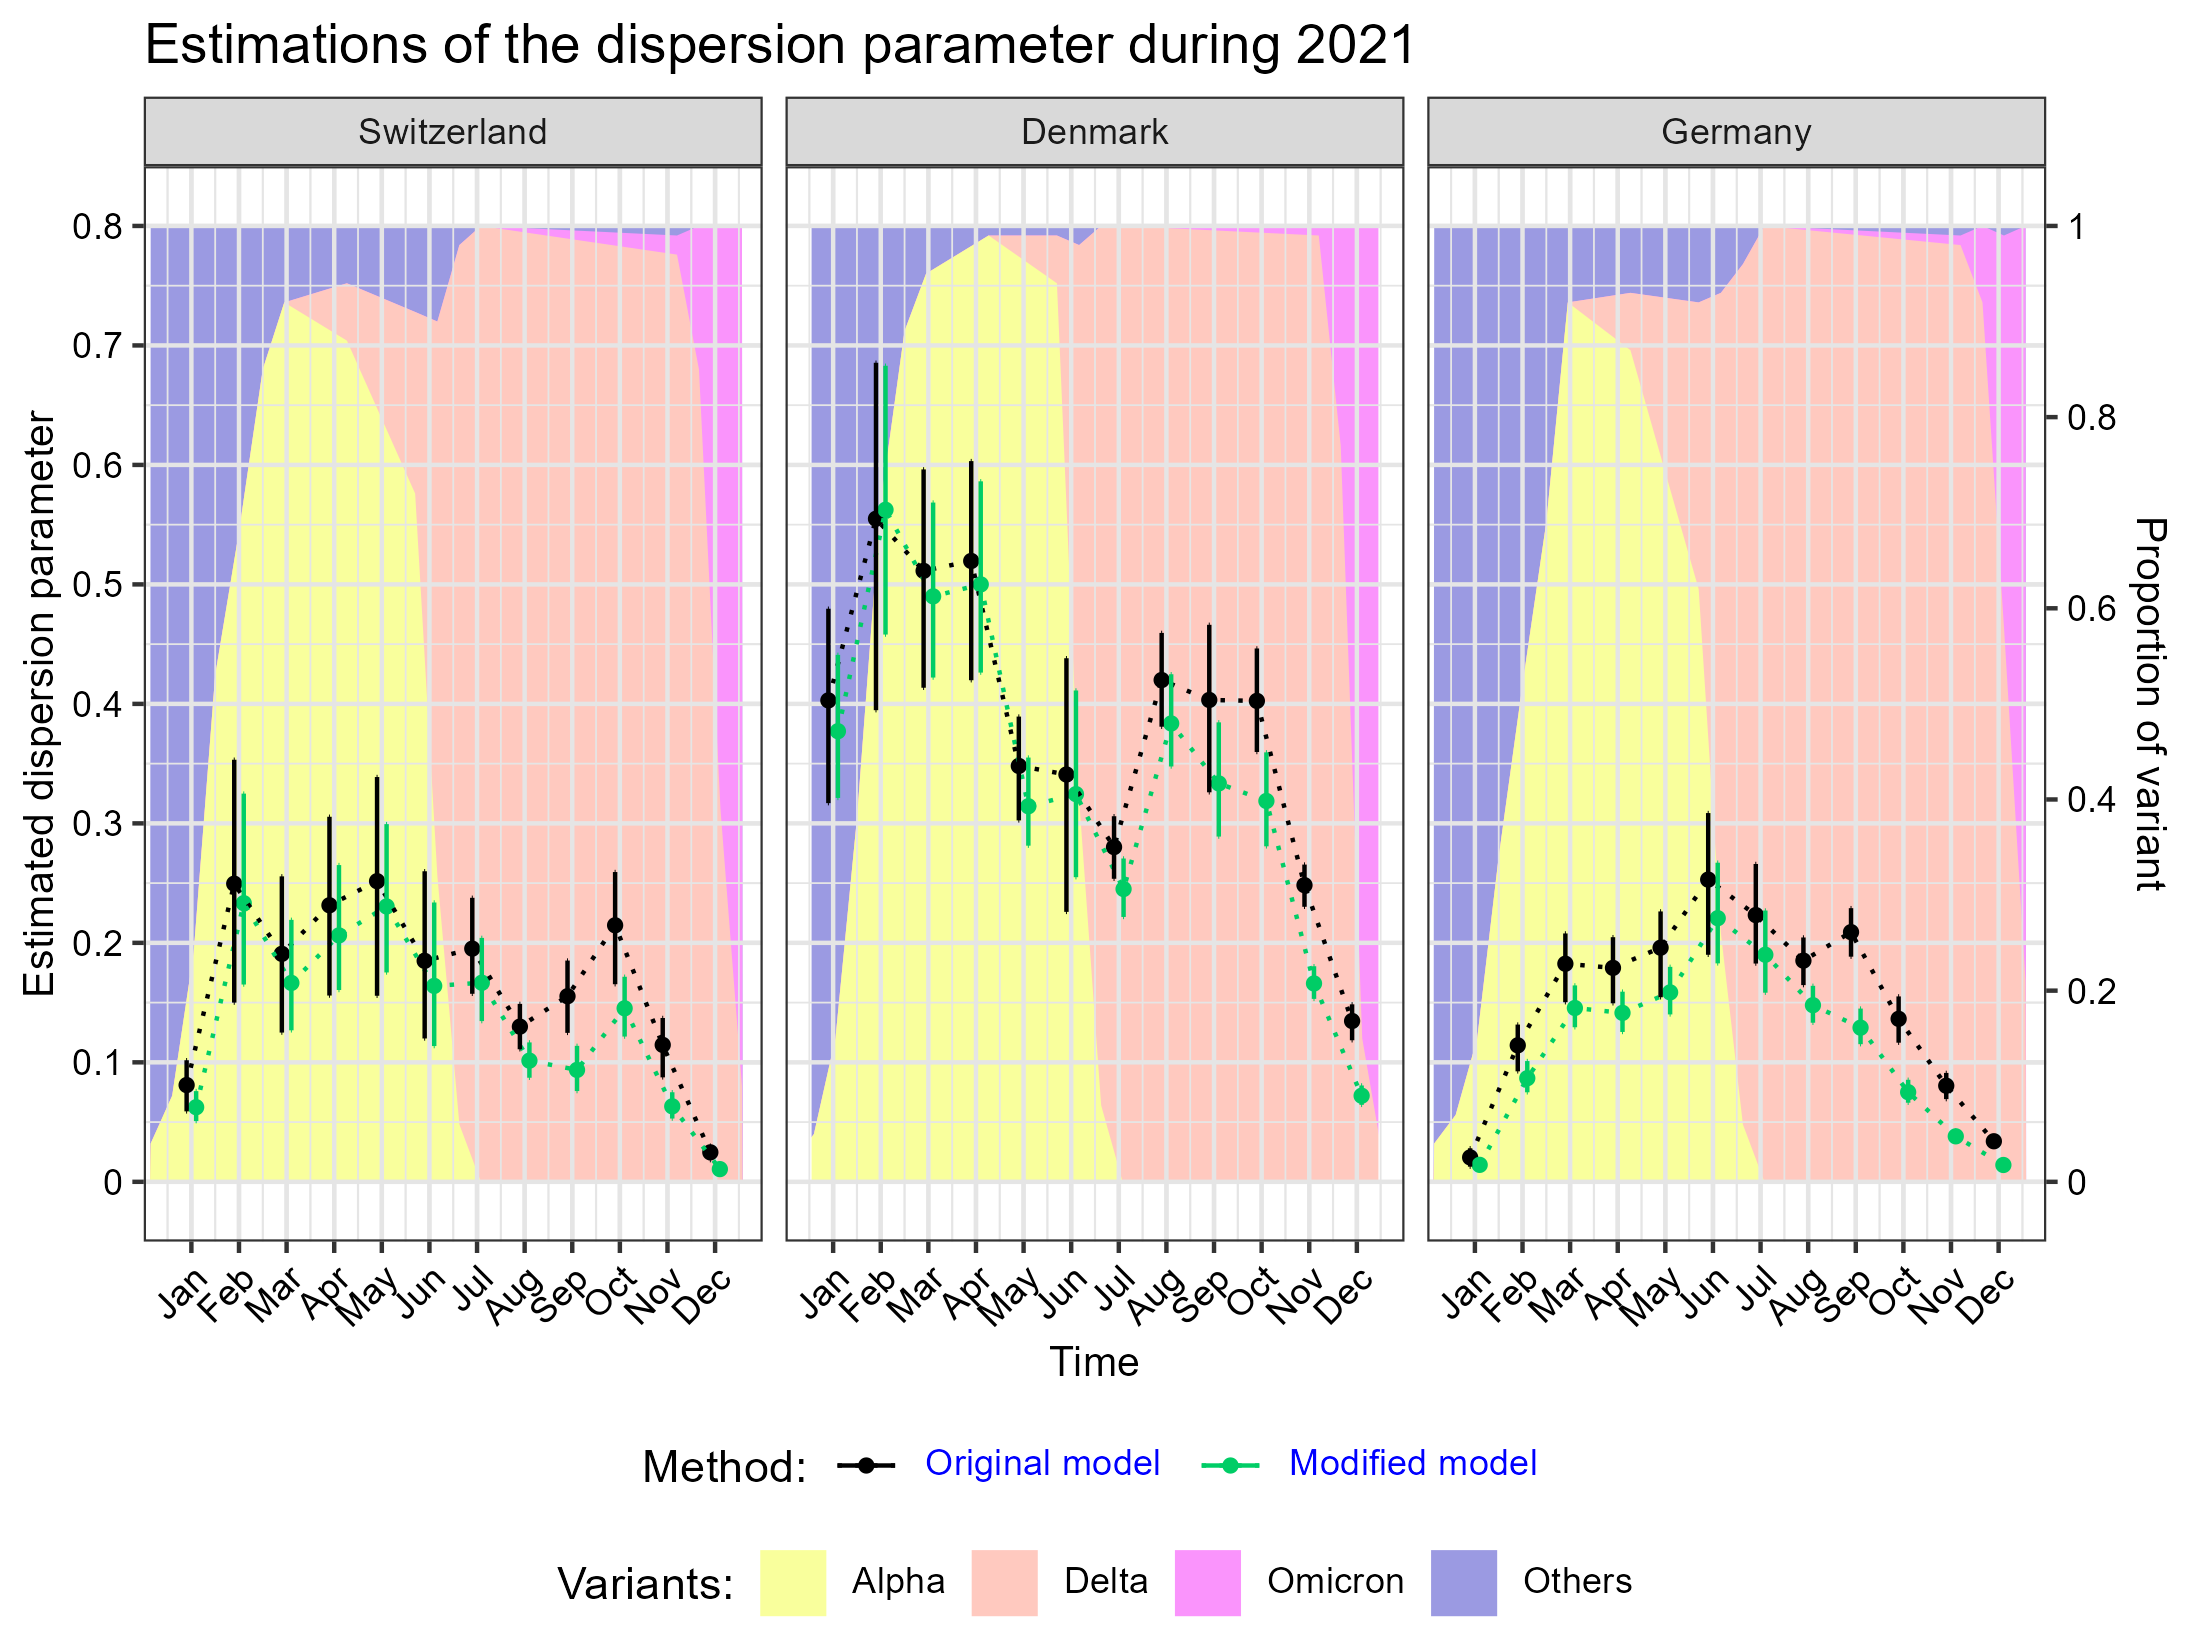 Estimations of the dispersion parameter during 2021
Switzerland
Denmark
Germany
Estimated dispersion parameter
0.8
0.7
0.6
0.5
0.4
0.3
0.2
0.1
0
1
0.8
0.6
0.4
0.2
0
Proportion of variant
Jan Feb Mar Apr May Jun Jul Aug Sep Oct Nov Dec
Jan Feb Mar Apr May Jun Jul Aug Sep Oct Nov Dec
Jan Feb Mar Apr May Jun Jul Aug Sep Oct Nov Dec
Time
Method: Original model Modified model
Variants: Alpha Delta Omicron Others